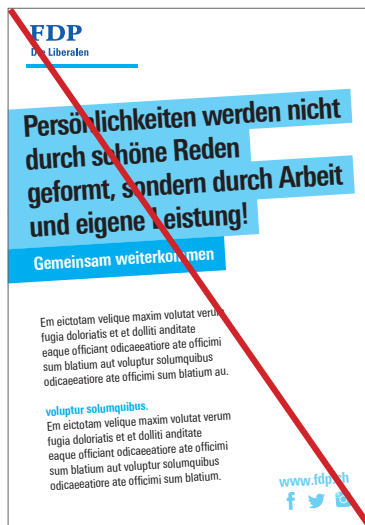 FDP
Die Liberalen
Persönlichkeiten werden nicht
durch schöne Reden
geformt, sondern durch Arbeit
und eigene Leistung!
Gemeinsam weiterkommen
Em eictotam velique maxim volutat verum
fugia doloriatis et et dolliti anditate
eaque officiant odicaeeatiore ate officimi
sum blatium aut voluptur solumquibus
odicaeeatiore ate officimi sum blatium au.
voluptur solumquibus.
Em eictotam velique maxim volutat verum
fugia doloriatis et et dolliti anditate
eaque officiant odicaeeatiore ate officimi
sum blatium aut voluptur solumquibus
odicaeeatiore ate officimi sum blatium.
www.fdp.ch